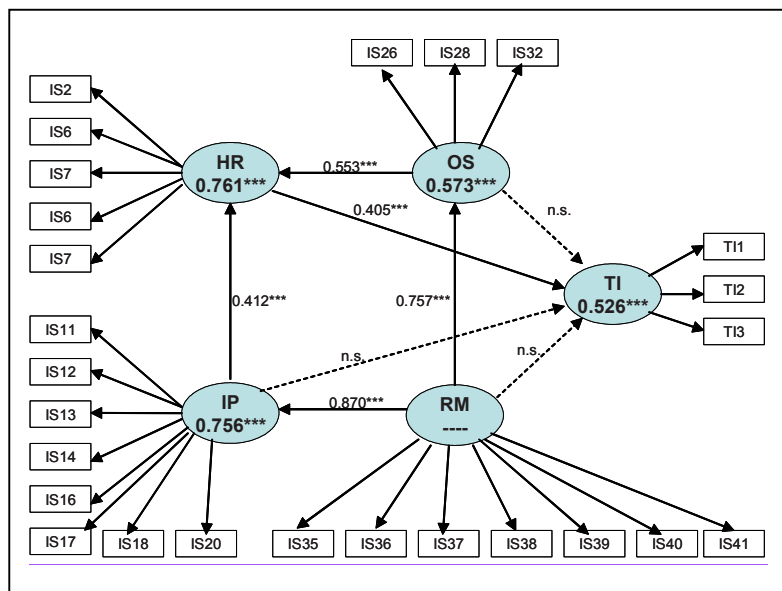 IS26 IS28 IS32
IS2
IS6
IS7
IS6
IS7
HR
0.761***
0.553***
OS
0.573***
n.s.
0.405***
TI
0.526***
TI1
TI2
TI3
0.412***
0.757***
n.s.
n.s.
IS11
IS12
IS13
IS14
IS16
IS17
IP
0.756***
0.870***
RM
----
IS18 IS20 IS35 IS36 IS37 IS38 IS39 IS40 IS41